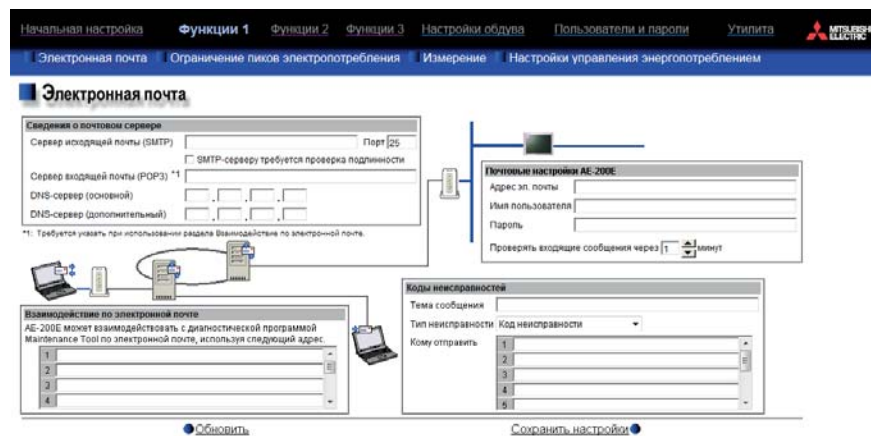 Начальная настройка Функции 1 Функции 2 Функции 3 Настройки обдува Пользователи и пароли Утилита MITSUBISHI ELECTRIC
Электронная почта Ограничение пиков электропотребления Измерение Настройки управления энергопотреблением
Электронная почта
Сведения о почтовом сервере
Сервер исходящей почты (SMTP) Порт 25
SMTP-серверу требуется проверка подлинности
Сервер входящей почты (POP3) *1
DNS-сервер (основной) . . .
DNS-сервер (дополнительный) . . .
*1: Требуется указать при использовании раздела Взаимодействие по электронной почте.
Почтовые настройки AE-200E
Адрес эл. почты
Имя пользователя
Пароль
Проверять входящие сообщения через 1 минут
Взаимодействие по электронной почте
AE-200E может взаимодействовать с диагностической программой
Maintenance Tool по электронной почте, используя следующий адрес.
1
2
3
4
Коды неисправностей
Тема сообщения
Тип неисправности Код неисправности
Кому отправить 1
2
3
4
5
Обновить Сохранить настройки